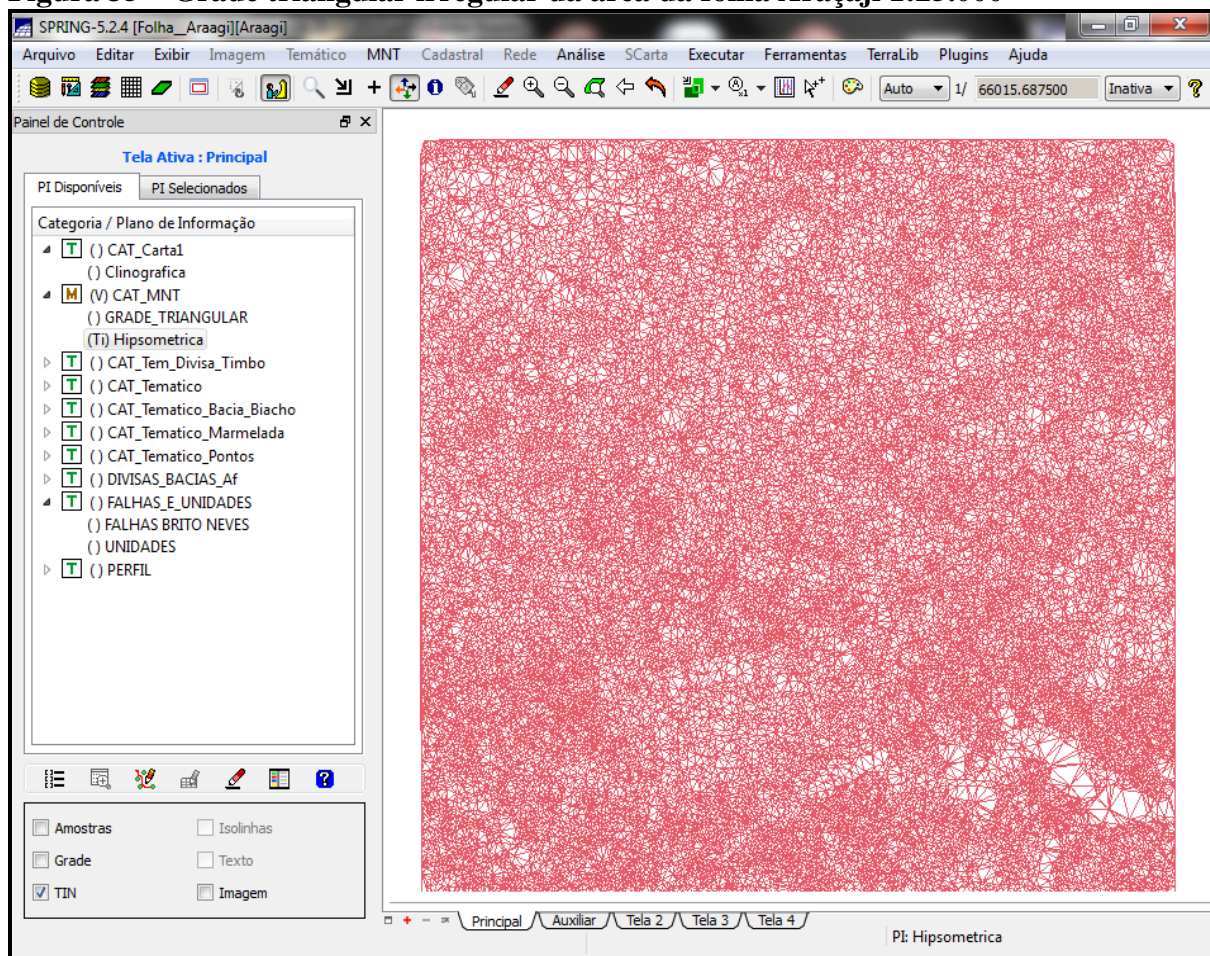 SPRING-5.2.4 [Folha__Araagi][Araagi]
Arquivo Editar Exibir Imagem Temático MNT Cadastral Rede Análise SCarta Executar Ferramentas TerraLib Plugins Ajuda
Auto 1/ 66015.687500 Inativa
Painel de Controle
Tela Ativa : Principal
PI Disponíveis PI Selecionados
Categoria / Plano de Informação
T () CAT_Carta1
() Clinografica
M (V) CAT_MNT
() GRADE_TRIANGULAR
(Ti) Hipsometrica
T () CAT_Tem_Divisa_Timbo
T () CAT_Tematico
T () CAT_Tematico_Bacia_Biacho
T () CAT_Tematico_Marmelada
T () CAT_Tematico_Pontos
T () DIVISAS_BACIAS_Af
T () FALHAS_E_UNIDADES
() FALHAS BRITO NEVES
() UNIDADES
T () PERFIL
Amostras Isolinhas
Grade Texto
TIN Imagem
Principal Auxiliar Tela 2 Tela 3 Tela 4
PI: Hipsometrica